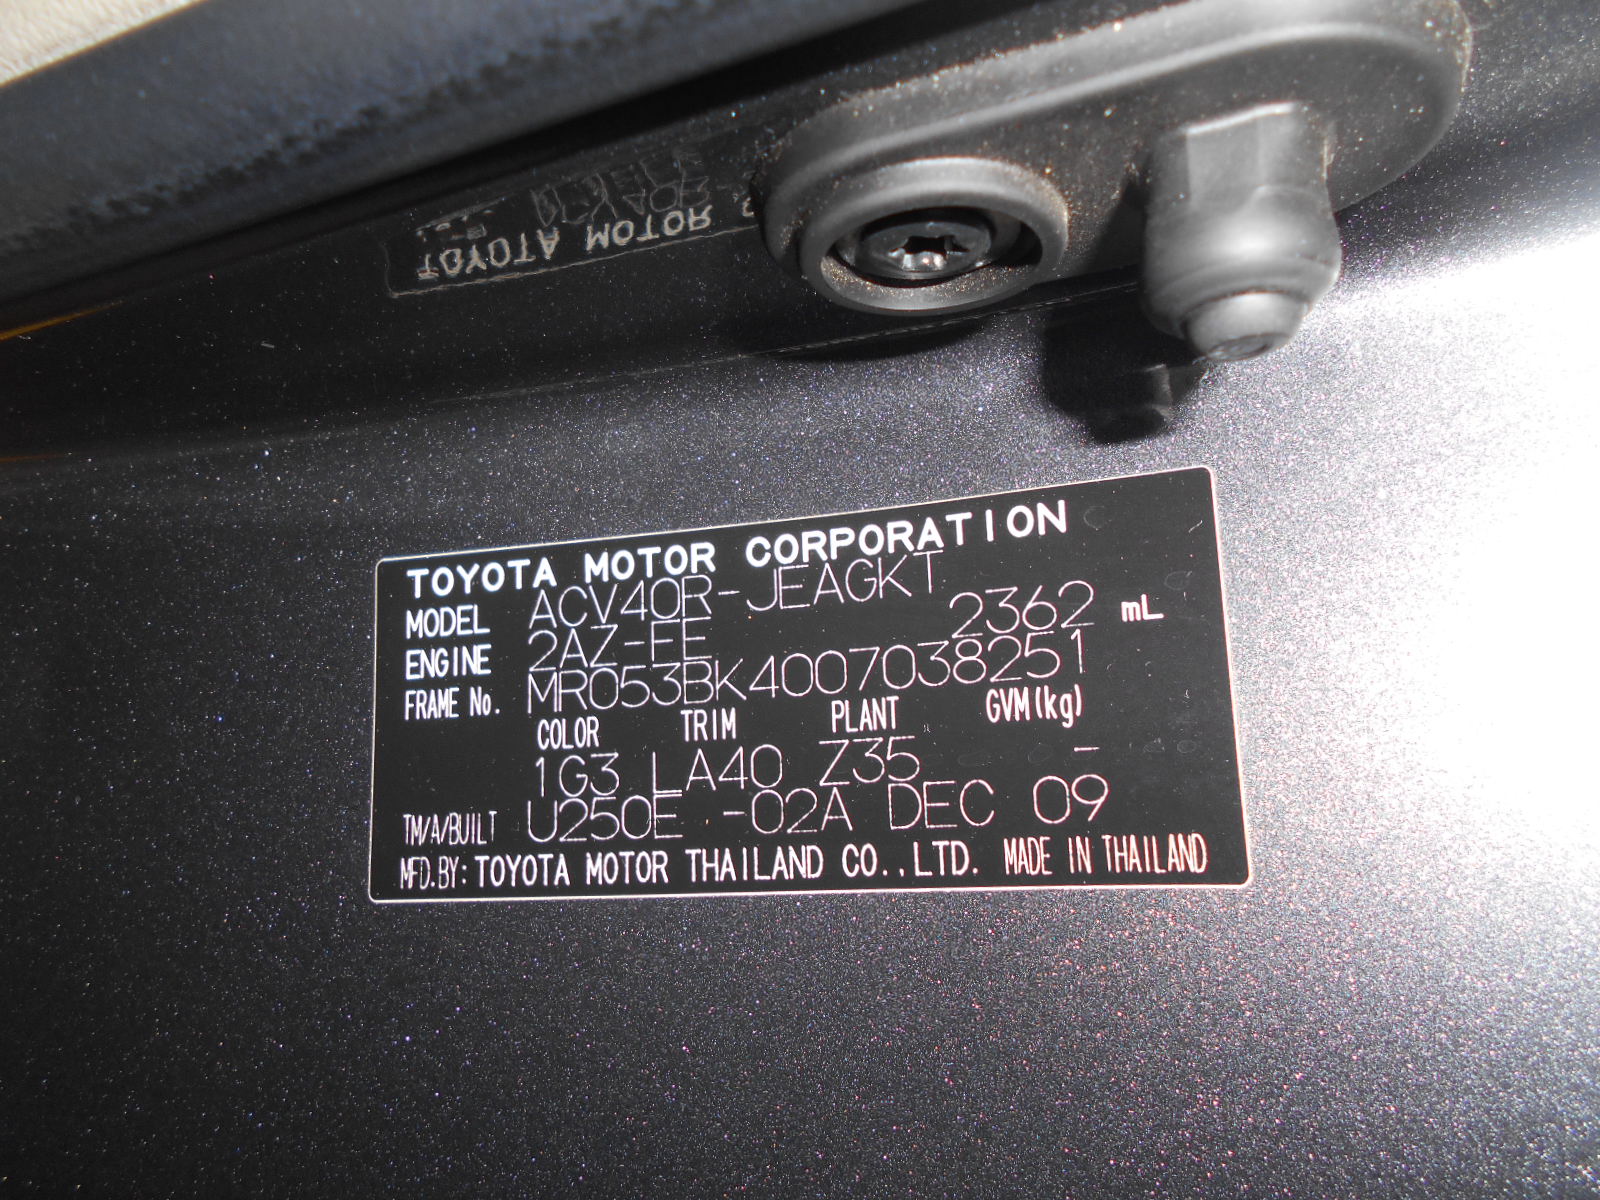 TOYOTA MOTOR
TOYOTA MOTOR CORPORATION
MODEL ACV40R-JEAGKT
ENGINE 2AZ-FE 2362 mL
FRAME No. MR053BK4007038251
COLOR TRIM PLANT GVM(kg)
1G3 LA40 Z35 -
TM/A/BUILT U250E -02A DEC 09
MFD.BY: TOYOTA MOTOR THAILAND CO.,LTD. MADE IN THAILAND